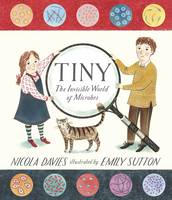 TINY
The Invisible World
of Microbes
NICOLA DAVIES illustrated by EMILY SUTTON